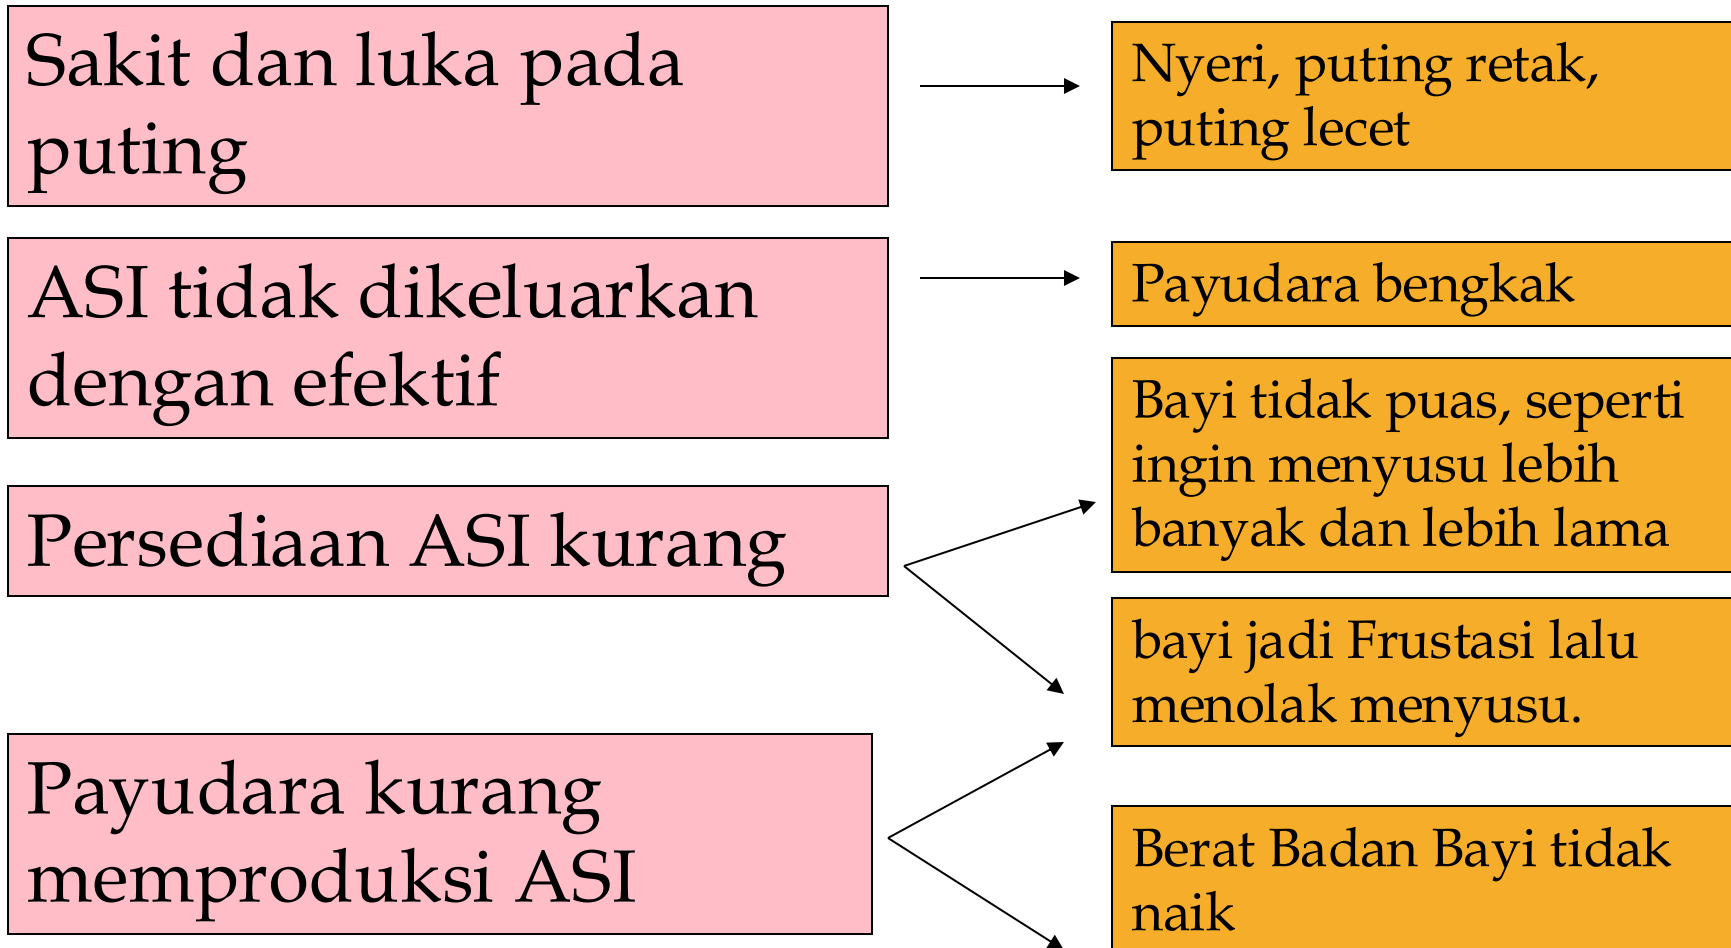 Sakit dan luka pada
puting
Nyeri, puting retak,
puting lecet
ASI tidak dikeluarkan
dengan efektif
Payudara bengkak
Persediaan ASI kurang
Bayi tidak puas, seperti
ingin menyusu lebih
banyak dan lebih lama
bayi jadi Frustasi lalu
menolak menyusu.
Payudara kurang
memproduksi ASI
Berat Badan Bayi tidak
naik